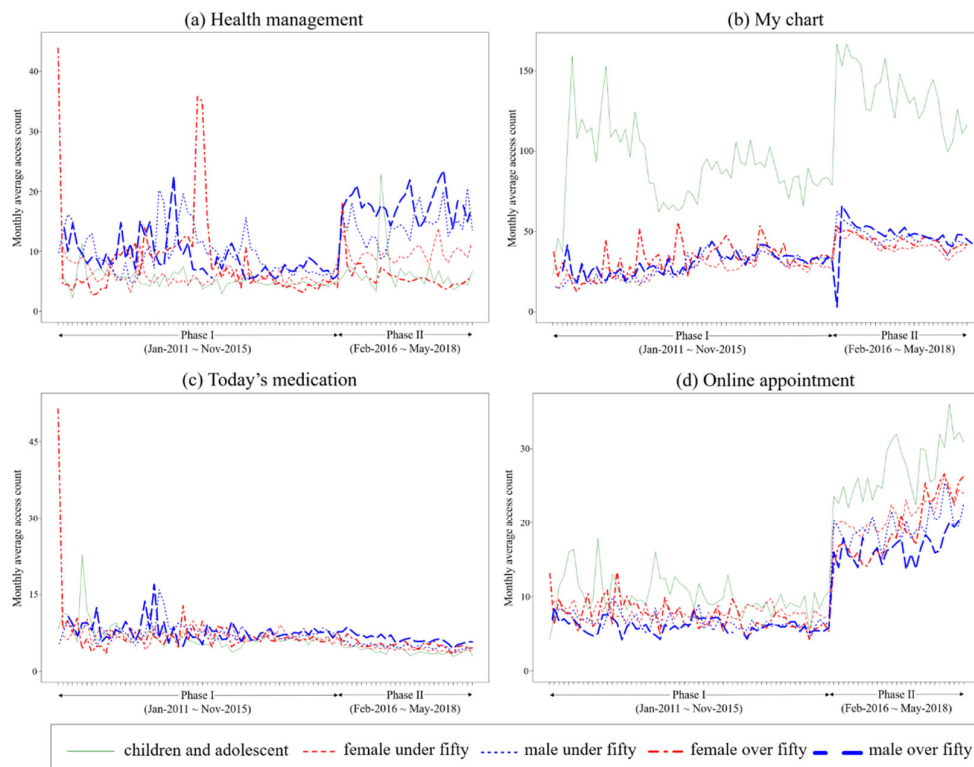 (a) Health management
Monthly average access count
40
30
20
10
0
Phase I
(Jan-2011 ~ Nov-2015)
Phase II
(Feb-2016 ~ May-2018)
(b) My chart
Monthly average access count
150
100
50
0
Phase I
(Jan-2011 ~ Nov-2015)
Phase II
(Feb-2016 ~ May-2018)
(c) Today's medication
Monthly average access count
45
30
15
0
Phase I
(Jan-2011 ~ Nov-2015)
Phase II
(Feb-2016 ~ May-2018)
(d) Online appointment
Monthly average access count
30
20
10
0
Phase I
(Jan-2011 ~ Nov-2015)
Phase II
(Feb-2016 ~ May-2018)
children and adolescent
female under fifty
male under fifty
female over fifty
male over fifty